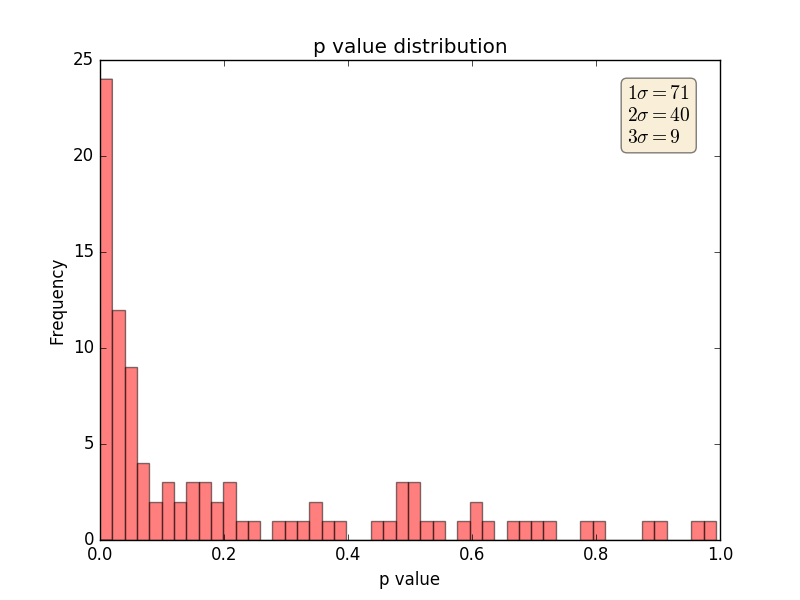 p value distribution
1σ = 71
2σ = 40
3σ = 9
Frequency
25
20
15
10
5
0
0.0 0.2 0.4 0.6 0.8 1.0
p value